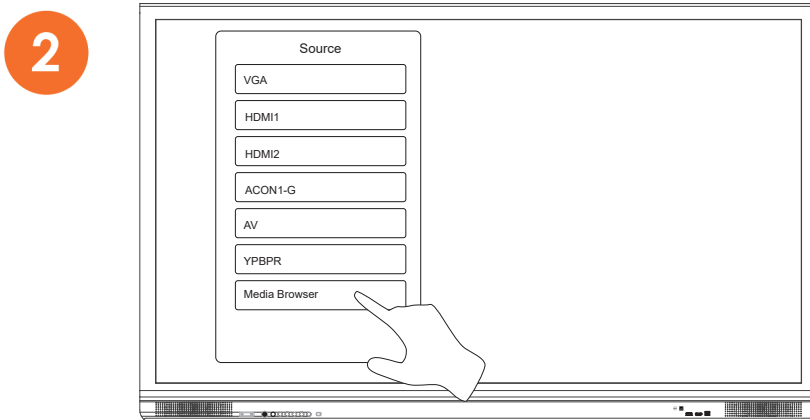 2
Source
VGA
HDMI1
HDMI2
ACON1-G
AV
YPBPR
Media Browser